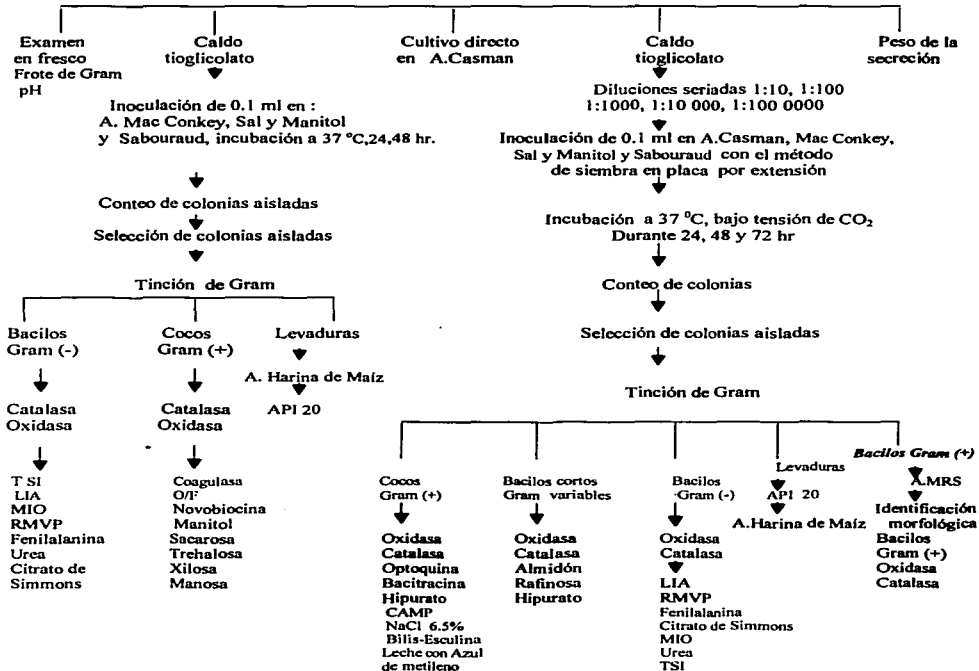 Examen
en fresco
Frote de Gram
pH
Caldo
tioglicolato
Cultivo directo
en A.Casman
Caldo
tioglicolato
Peso de la
secreción
Inoculación de 0.1 ml en :
A. Mac Conkey, Sal y Manitol
y Sabouraud, incubación a 37 °C,24,48 hr.
Conteo de colonias aisladas
Selección de colonias aisladas
Tinción de Gram
Bacilos
Gram (-)
Catalasa
Oxidasa
T SI
LIA
MIO
RMVP
Fenilalanina
Urea
Citrato de
Simmons
Cocos
Gram (+)
Catalasa
Oxidasa
Coagulasa
O/F
Novobiocina
Manitol
Sacarosa
Trehalosa
Xilosa
Manosa
Levaduras
A. Harina de Maíz
API 20
Diluciones seriadas 1:10, 1:100
1:1000, 1:10 000, 1:100 0000
Inoculación de 0.1 ml en A.Casman, Mac Conkey,
Sal y Manitol y Sabouraud con el método
de siembra en placa por extensión
Incubación a 37 °C, bajo tensión de CO2
Durante 24, 48 y 72 hr
Conteo de colonias
Selección de colonias aisladas
Tinción de Gram
Cocos
Gram (+)
Oxidasa
Catalasa
Optoquina
Bacitracina
Hipurato
CAMP
NaCl 6.5%
Bilis-Esculina
Leche con Azul
de metileno
Bacilos cortos
Gram variables
Oxidasa
Catalasa
Almidón
Rafinosa
Hipurato
Bacilos
Gram (-)
Oxidasa
Catalasa
LIA
RMVP
Fenilalanina
Citrato de Simmons
MIO
Urea
TSI
Levaduras
API 20
A.Harina de Maíz
Bacilos Gram (+)
A.MRS
Identificación
morfológica
Bacilos
Gram (+)
Oxidasa
Catalasa